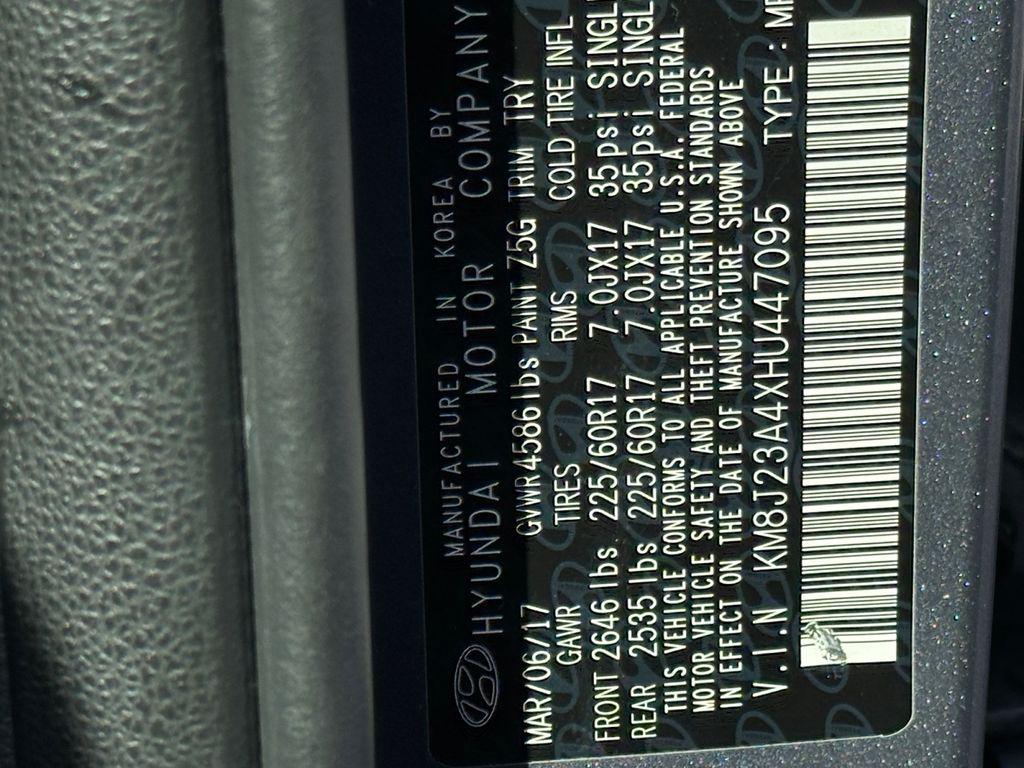 MANUFACTURED IN KOREA BY
HYUNDAI MOTOR COMPANY
MAR/06/17 GVWR4586lbs PAINT Z5G TRIM TRY
GAWR TIRES RIMS COLD TIRE INFL
FRONT 2646lbs 225/60R17 7.0JX17 35psi SINGL
REAR 2535lbs 225/60R17 7.0JX17 35psi SINGL
THIS VEHICLE CONFORMS TO ALL APPLICABLE U.S.A. FEDERAL
MOTOR VEHICLE SAFETY AND THEFT PREVENTION STANDARDS
IN EFFECT ON THE DATE OF MANUFACTURE SHOWN ABOVE
V.I.N KM8J23A4XHU447095 TYPE : MP